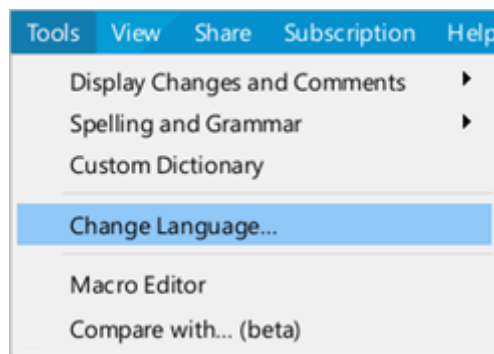 Tools View Share Subscription Help
Display Changes and Comments
Spelling and Grammar
Custom Dictionary
Change Language...
Macro Editor
Compare with... (beta)